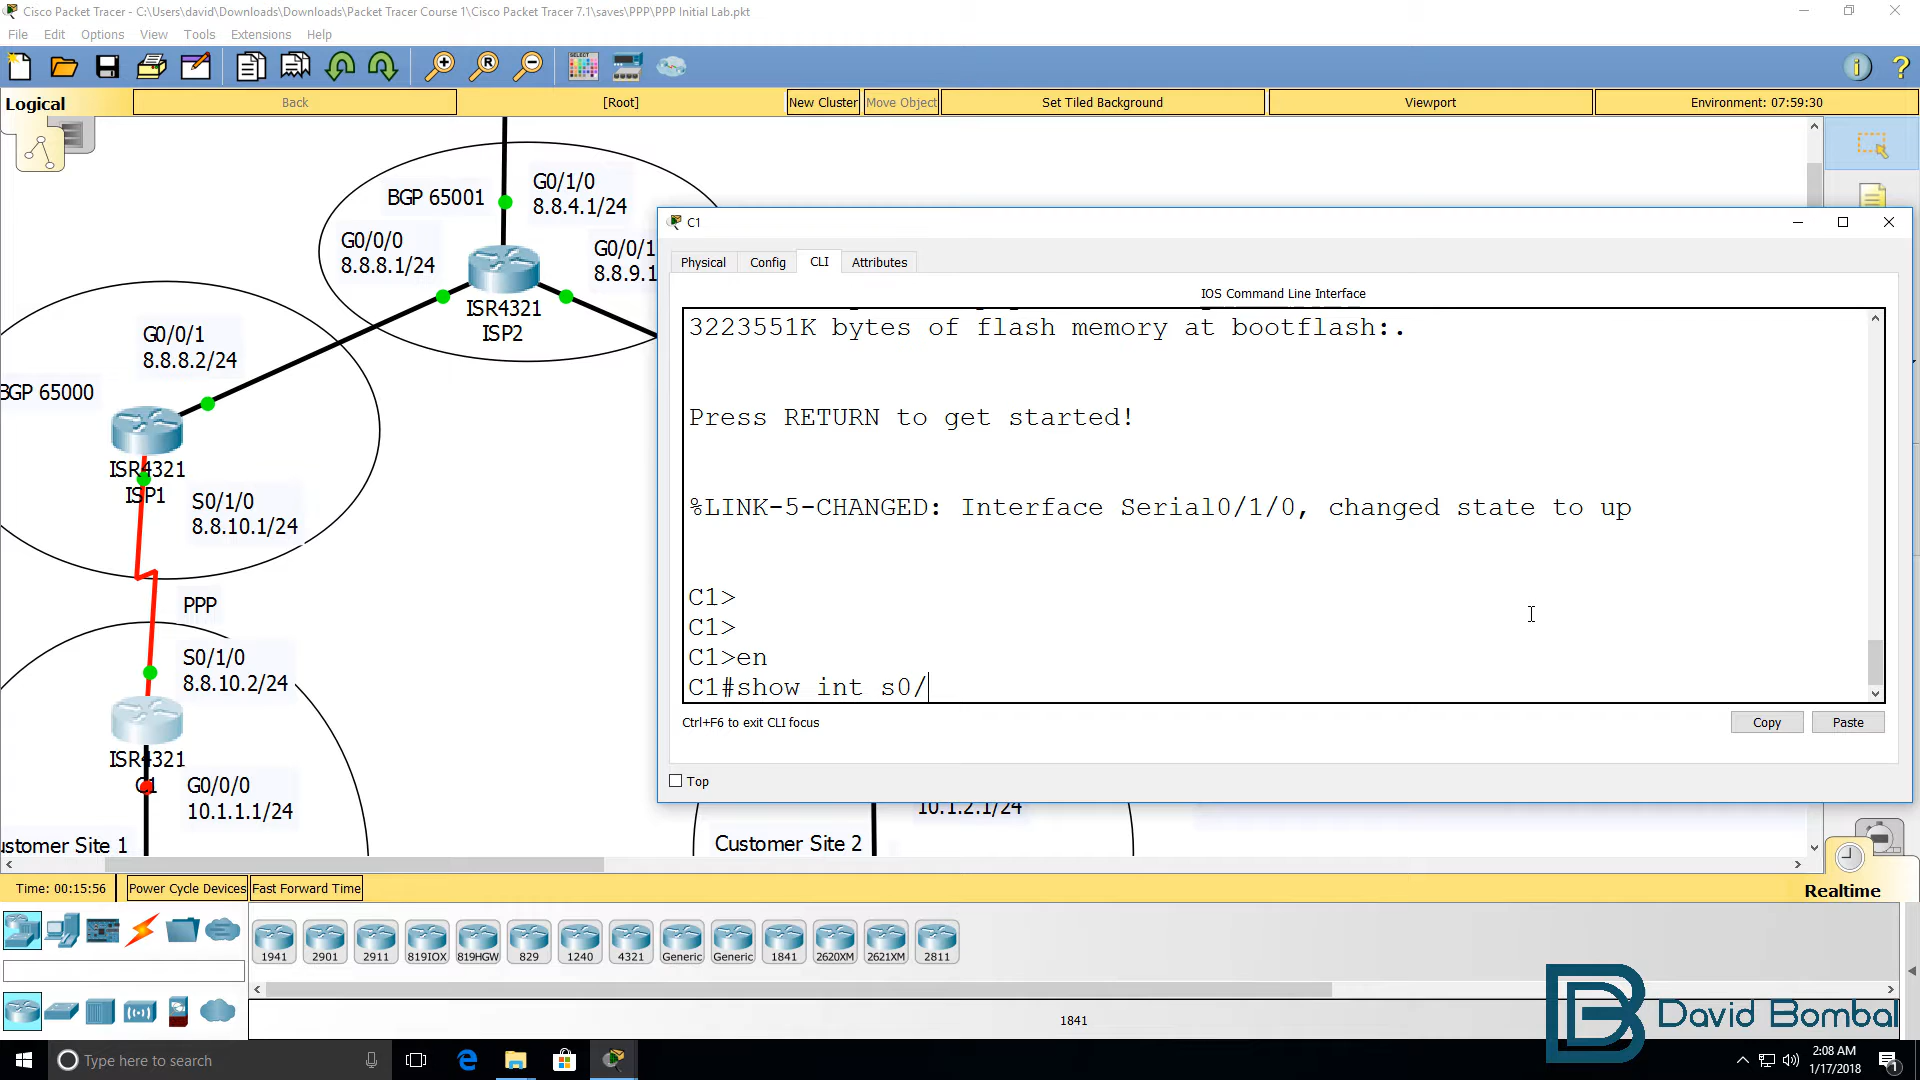 Cisco Packet Tracer - C:\Users\david\Downloads\Downloads\Packet Tracer Course 1\Cisco Packet Tracer 7.1\saves\PPP\PPP Initial Lab.pkt
File Edit Options View Tools Extensions Help
Logical Back [Root] New Cluster Move Object Set Tiled Background Viewport Environment: 07:59:30
BGP 65001
G0/1/0
8.8.4.1/24
G0/0/0
8.8.8.1/24
G0/0/1
8.8.9.1
ISR4321
ISP2
G0/0/1
8.8.8.2/24
BGP 65000
ISR4321
ISP1
S0/1/0
8.8.10.1/24
PPP
S0/1/0
8.8.10.2/24
ISR4321
C1
G0/0/0
10.1.1.1/24
ustomer Site 1
Customer Site 2
10.1.2.1/24
C1
Physical Config CLI Attributes
IOS Command Line Interface
3223551K bytes of flash memory at bootflash:.
Press RETURN to get started!
%LINK-5-CHANGED: Interface Serial0/1/0, changed state to up
C1>
C1>
C1>en
C1#show int s0/
Ctrl+F6 to exit CLI focus
Copy Paste
Top
Time: 00:15:56 Power Cycle Devices Fast Forward Time
Realtime
1941 2901 2911 819IOX 819HGW 829 1240 4321 Generic Generic 1841 2620XM 2621XM 2811
1841
David Bombal
Type here to search
2:08 AM
1/17/2018
1